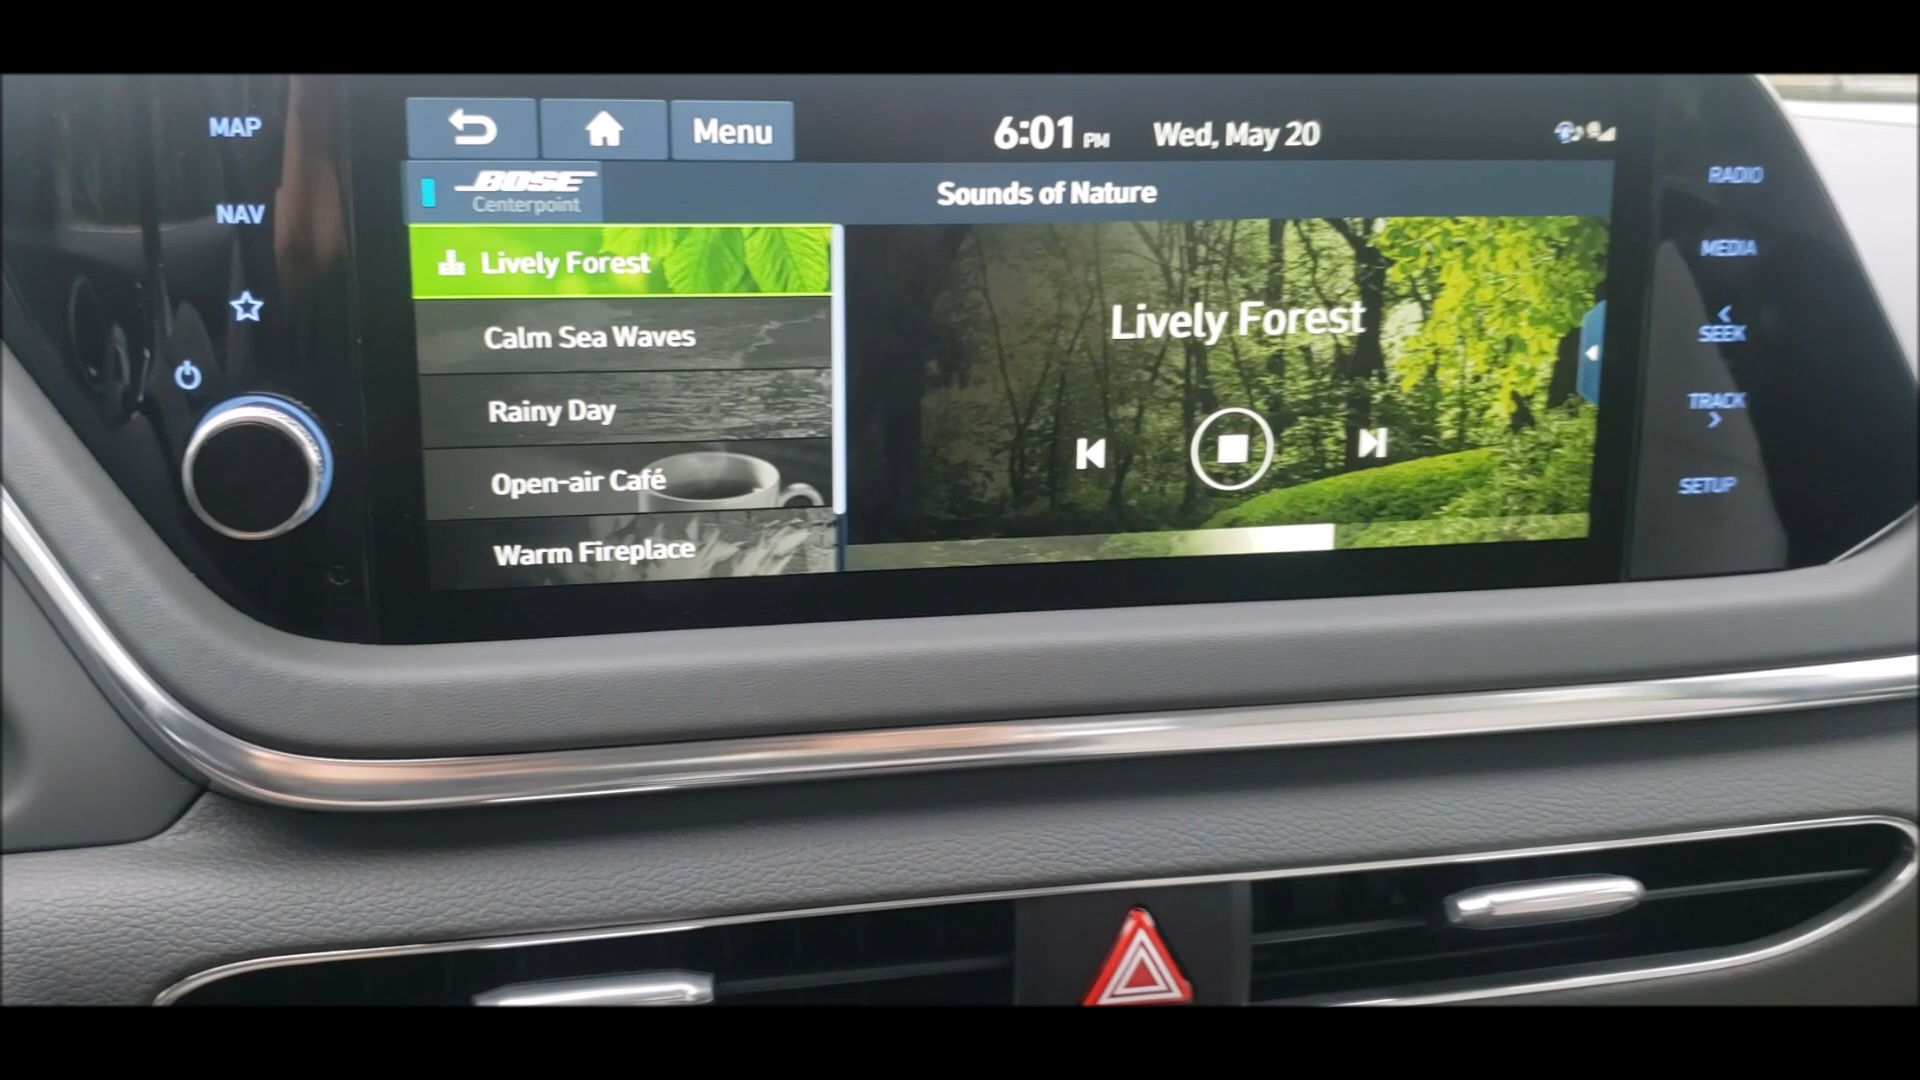 MAP
NAV
Menu
6:01 PM
Wed, May 20
BOSE
Centerpoint
Sounds of Nature
Lively Forest
Calm Sea Waves
Rainy Day
Open-air Café
Warm Fireplace
Lively Forest
RADIO
MEDIA
SEEK
TRACK
SETUP